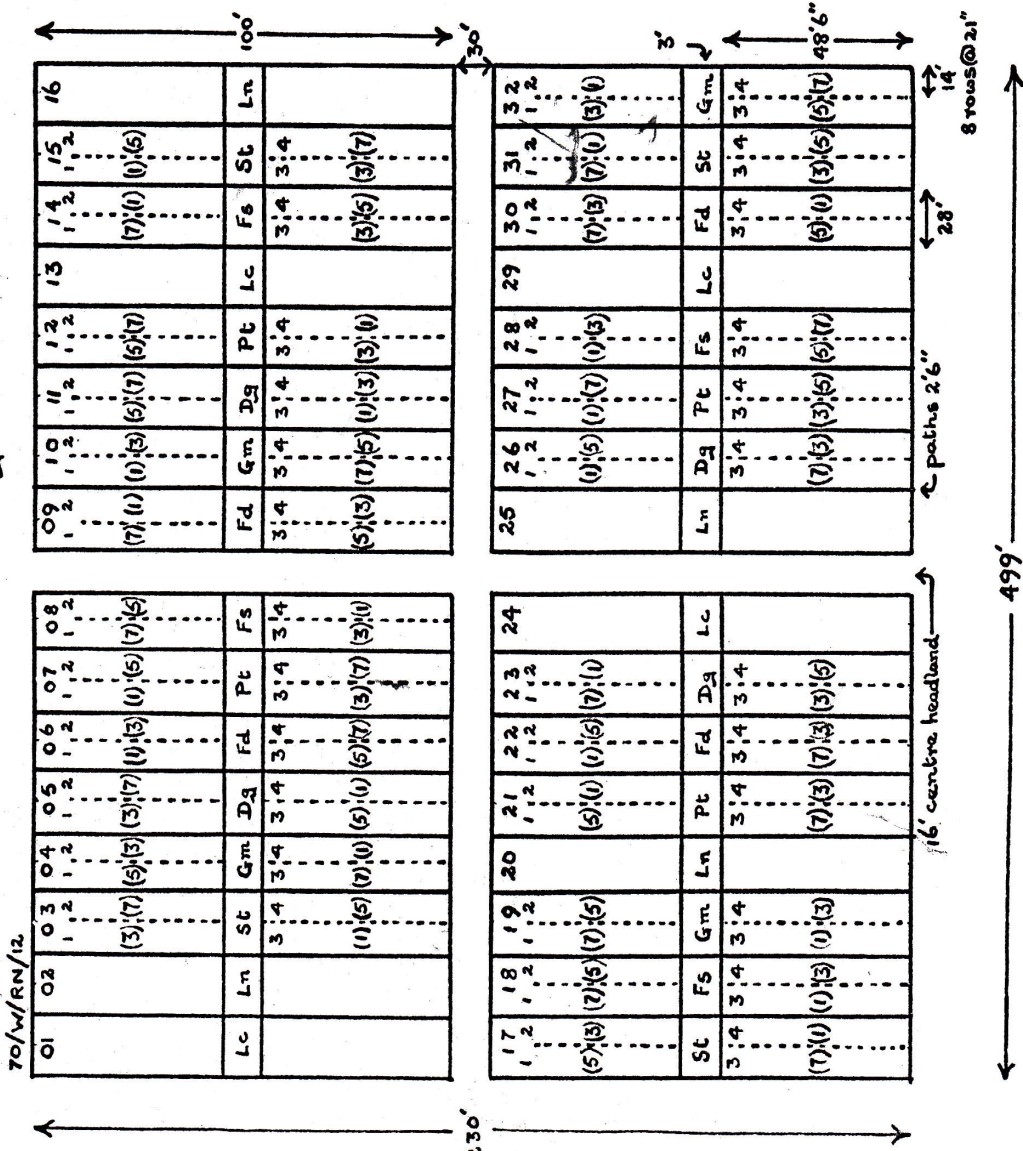 70/W/RN/12
01 02 03 04 05 06 07 08 09 10 11 12 13 14 15 16
1 2 1 2 1 2 1 2 1 2 1 2 1 2 1 2 1 2 1 2 1 2 1 2
(3) (7) (5) (3) (3) (7) (1) (3) (1) (5) (7) (5) (7) (1) (1) (3) (5) (7) (5) (7) (7) (1) (1) (5)
Lc Ln St Gm Dg Fd Pt Fs Fd Gm Dg Pt Lc Fs St Ln
3 4 3 4 3 4 3 4 3 4 3 4 3 4 3 4 3 4 3 4 3 4 3 4
(1) (5) (7) (1) (5) (1) (5) (7) (3) (7) (3) (1) (5) (3) (7) (5) (1) (3) (3) (1) (3) (5) (3) (7)
100'
30'
17 18 19 20 21 22 23 24 25 26 27 28 29 30 31 32
1 2 1 2 1 2 1 2 1 2 1 2 1 2 1 2 1 2 1 2 1 2 1 2
(5) (3) (7) (5) (7) (5) (5) (1) (1) (5) (7) (1) (1) (5) (1) (7) (1) (3) (7) (3) (7) (1) (3) (1)
3'
St Fs Gm Ln Pt Fd Dg Lc Ln Dg Pt Fs Lc Fd St Gm
3 4 3 4 3 4 3 4 3 4 3 4 3 4 3 4 3 4 3 4 3 4 3 4
(7) (1) (1) (3) (1) (3) (7) (3) (7) (3) (3) (5) (7) (3) (3) (5) (5) (7) (5) (1) (3) (5) (5) (7)
48'6"
30'
16' centre headland
paths 2'6"
28'
14'
8 rows @ 21"
499'